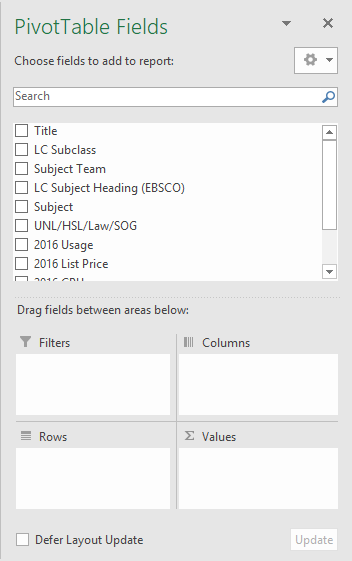 PivotTable Fields
Choose fields to add to report:
Search
Title
LC Subclass
Subject Team
LC Subject Heading (EBSCO)
Subject
UNL/HSL/Law/SOG
2016 Usage
2016 List Price
Drag fields between areas below:
Filters
Columns
Rows
Values
Defer Layout Update
Update